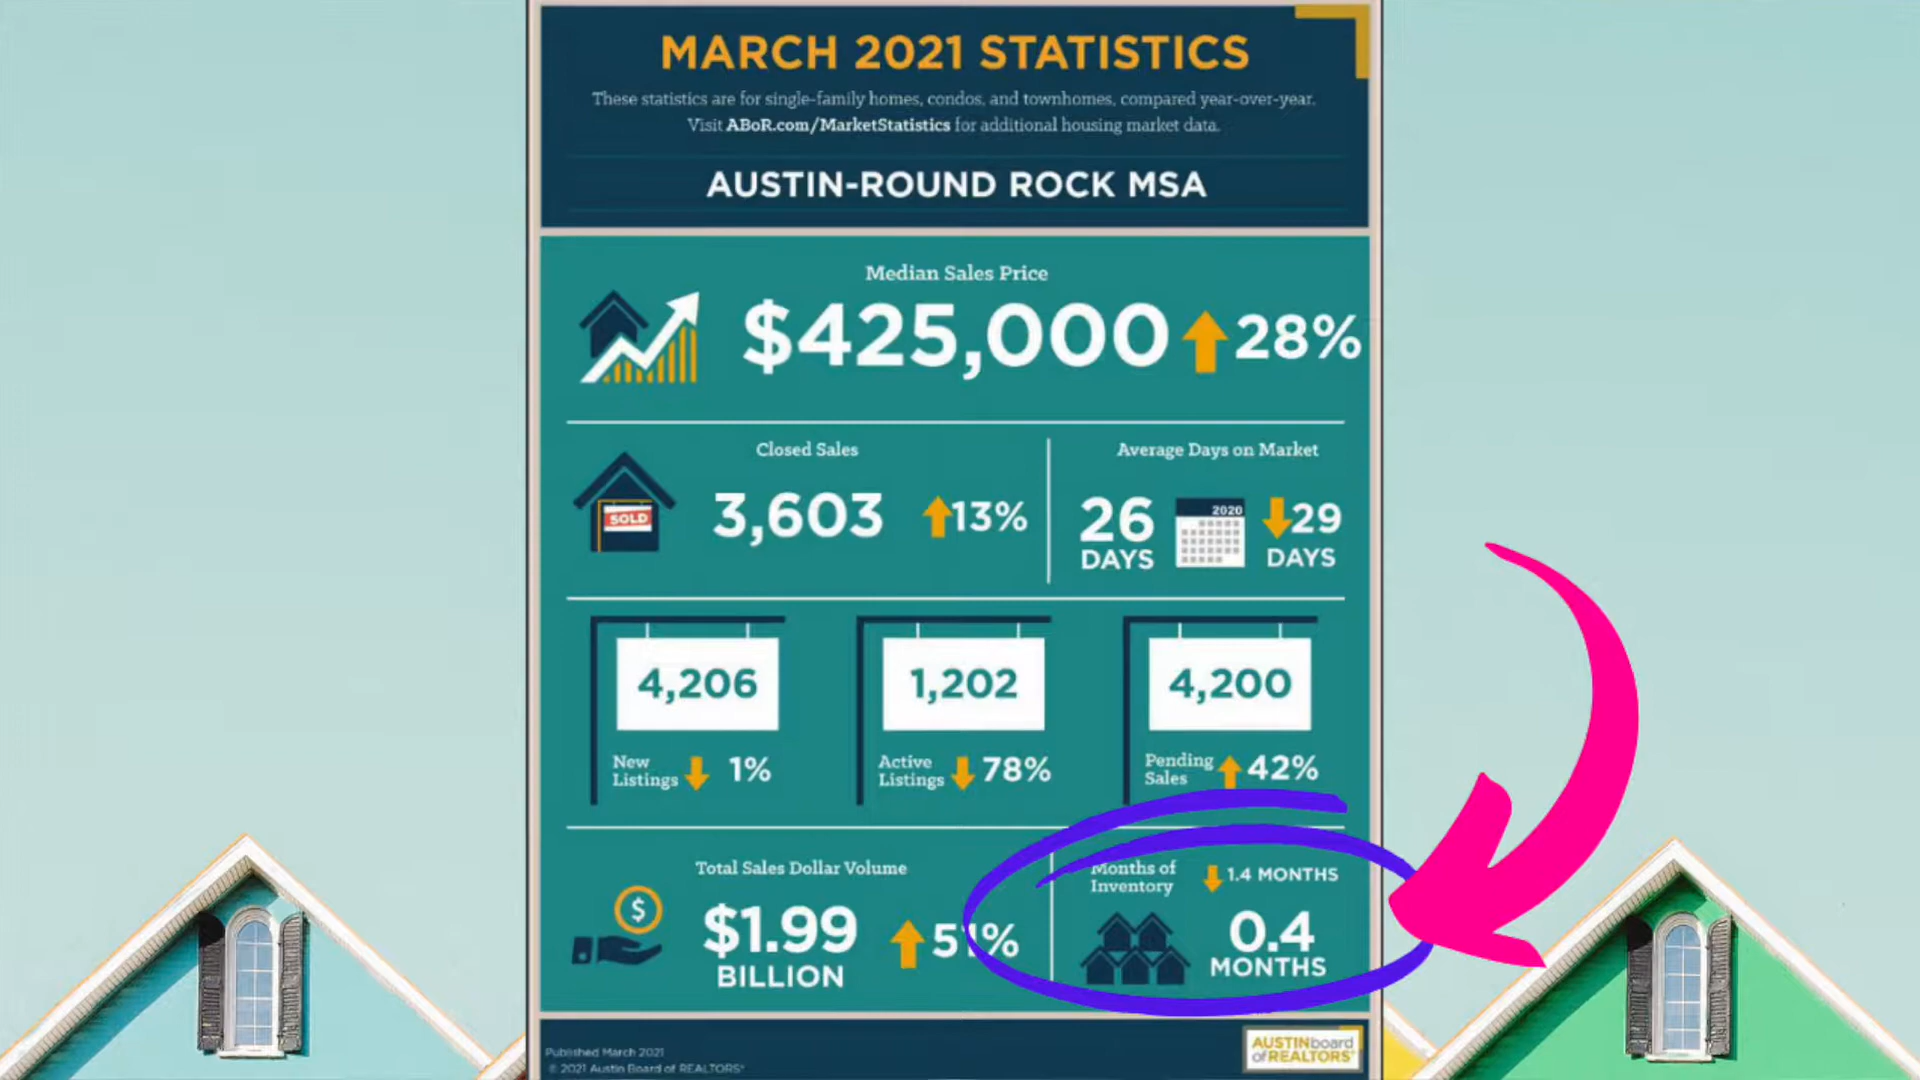 MARCH 2021 STATISTICS
These statistics are for single-family homes, condos, and townhomes, compared year-over-year.
Visit ABoR.com/MarketStatistics for additional housing market data.
AUSTIN-ROUND ROCK MSA
Median Sales Price
$425,000 28%
Closed Sales
SOLD
3,603 13%
Average Days on Market
26
DAYS
2020
29
DAYS
4,206
New
Listings
1%
1,202
Active
Listings
78%
4,200
Pending
Sales
42%
Total Sales Dollar Volume
$
$1.99
BILLION
51%
Months of
Inventory
1.4 MONTHS
0.4
MONTHS
Published March 2021
© 2021 Austin Board of REALTORS®
AUSTINboard
of REALTORS®